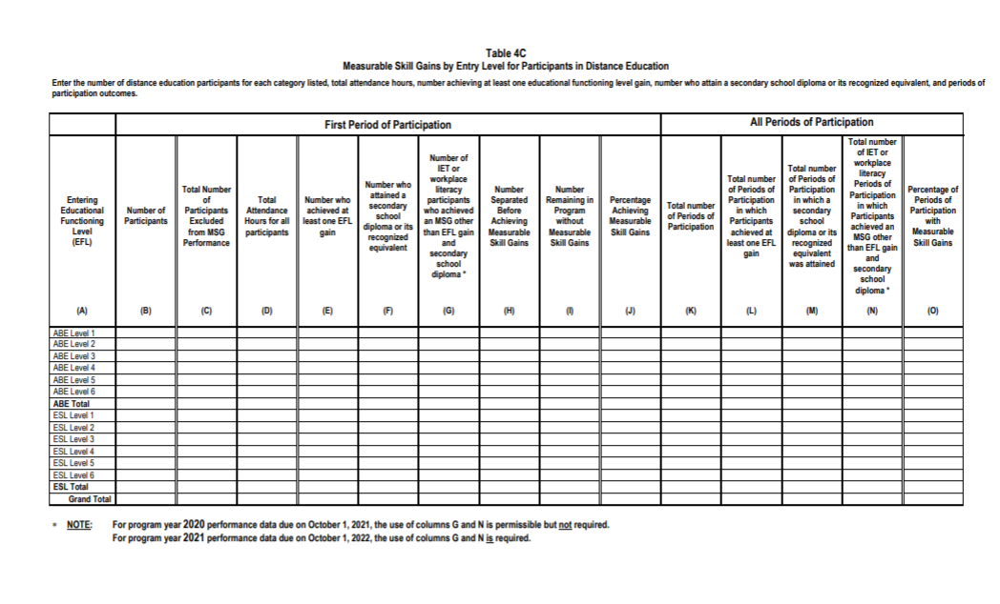 Table 4C
Measurable Skill Gains by Entry Level for Participants in Distance Education
Enter the number of distance education participants for each category listed, total attendance hours, number achieving at least one educational functioning level gain, number who attain a secondary school diploma or its recognized equivalent, and periods of
participation outcomes.
First Period of Participation
All Periods of Participation
Entering
Educational
Functioning
Level
(EFL)
(A)
Number of
Participants
(B)
Total Number
of
Participants
Excluded
from MSG
Performance
(C)
Total
Attendance
Hours for all
participants
(D)
Number who
achieved at
least one EFL
gain
(E)
Number who
attained a
secondary
school
diploma or its
recognized
equivalent
(F)
Number of
IET or
workplace
literacy
participants
who achieved
an MSG other
than EFL gain
and
secondary
school
diploma *
(G)
Number
Separated
Before
Achieving
Measurable
Skill Gains
(H)
Number
Remaining in
Program
without
Measurable
Skill Gains
(I)
Percentage
Achieving
Measurable
Skill Gains
(J)
Total number
of Periods of
Participation
(K)
Total number
of Periods of
Participation
in which
Participants
achieved at
least one EFL
gain
(L)
Total number
of Periods of
Participation
in which a
secondary
school
diploma or its
recognized
equivalent
was attained
(M)
Total number
of IET or
workplace
literacy
Periods of
Participation
in which
Participants
achieved an
MSG other
than EFL gain
and
secondary
school
diploma *
(N)
Percentage of
Periods of
Participation
with
Measurable
Skill Gains
(O)
ABE Level 1
ABE Level 2
ABE Level 3
ABE Level 4
ABE Level 5
ABE Level 6
ABE Total
ESL Level 1
ESL Level 2
ESL Level 3
ESL Level 4
ESL Level 5
ESL Level 6
ESL Total
Grand Total
* NOTE: For program year 2020 performance data due on October 1, 2021, the use of columns G and N is permissible but not required.
For program year 2021 performance data due on October 1, 2022, the use of columns G and N is required.